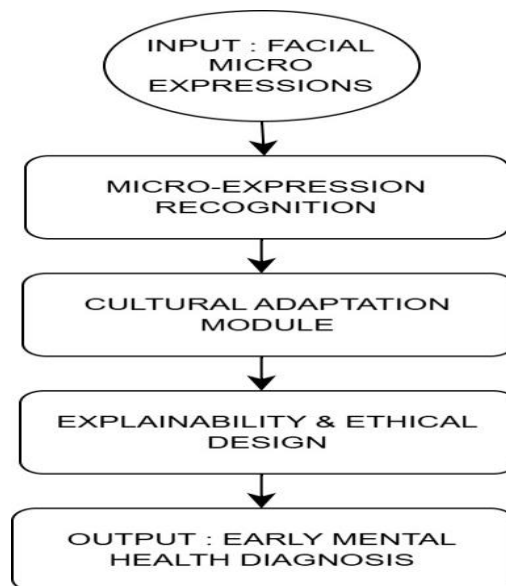 INPUT : FACIAL
MICRO
EXPRESSIONS
MICRO-EXPRESSION
RECOGNITION
CULTURAL ADAPTATION
MODULE
EXPLAINABILITY & ETHICAL
DESIGN
OUTPUT : EARLY MENTAL
HEALTH DIAGNOSIS